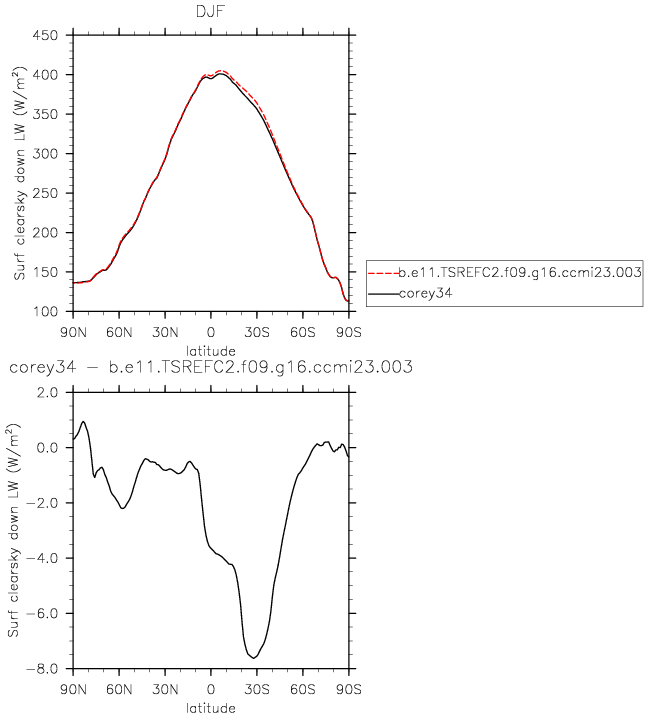 DJF
Surf clearsky down LW (W/m²)
450
400
350
300
250
200
150
100
90N 60N 30N 0 30S 60S 90S
latitude
b.e11.TSREFC2.f09.g16.ccmi23.003
corey34
corey34 − b.e11.TSREFC2.f09.g16.ccmi23.003
Surf clearsky down LW (W/m²)
2.0
0.0
−2.0
−4.0
−6.0
−8.0
90N 60N 30N 0 30S 60S 90S
latitude